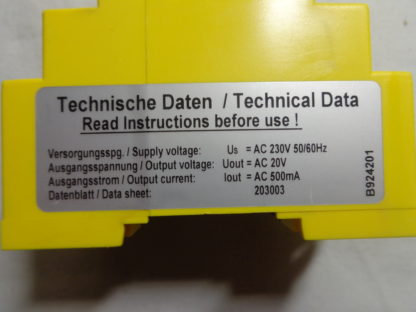 Technische Daten / Technical Data
Read Instructions before use !
Versorgungsspg. / Supply voltage: Us = AC 230V 50/60Hz
Ausgangsspannung / Output voltage: Uout = AC 20V
Ausgangsstrom / Output current: Iout = AC 500mA
Datenblatt / Data sheet: 203003
B924201